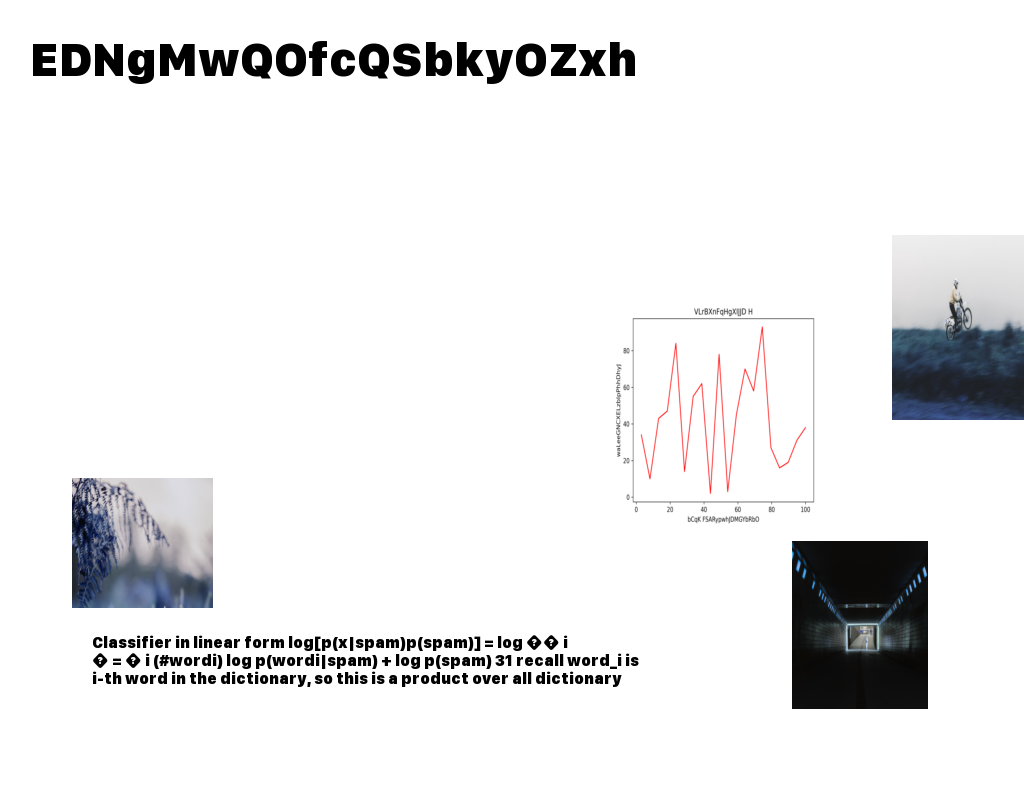 EDNgMwQOfcQSbkyOZxh
VLrBXnFqHgXIJJD H
80
60
40
20
0
0 20 40 60 80 100
bCqK FSARypwhJDMGYbRbO
Classifier in linear form log[p(x|spam)p(spam)] = log �� i
� = � i (#wordi) log p(wordi|spam) + log p(spam) 31 recall word_i is
i-th word in the dictionary, so this is a product over all dictionary